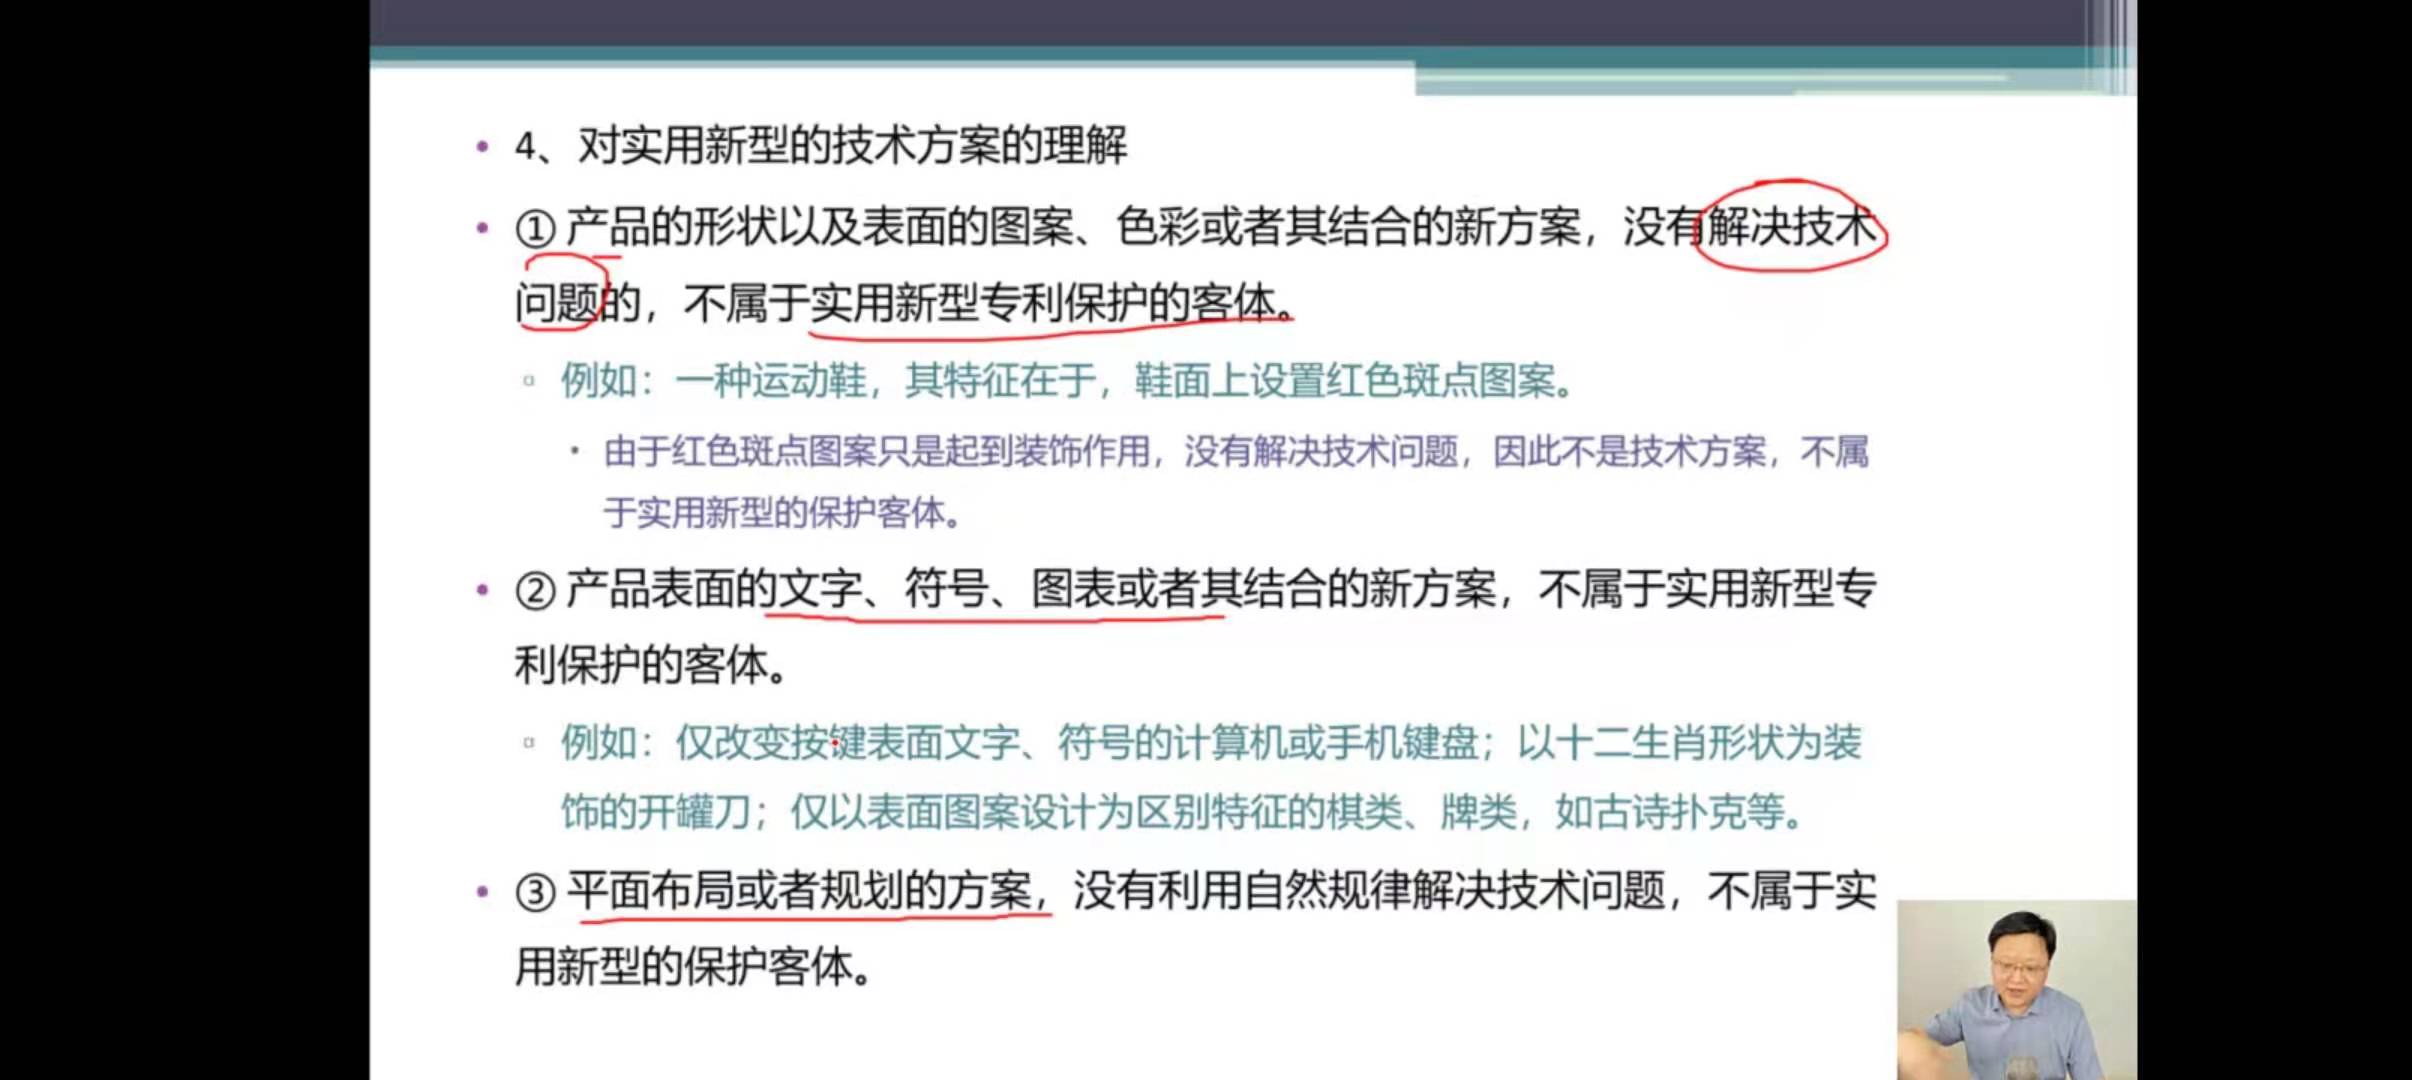 4、对实用新型的技术方案的理解
① 产品的形状以及表面的图案、色彩或者其结合的新方案，没有解决技术
问题的，不属于实用新型专利保护的客体。
例如：一种运动鞋，其特征在于，鞋面上设置红色斑点图案。
由于红色斑点图案只是起到装饰作用，没有解决技术问题，因此不是技术方案，不属
于实用新型的保护客体。
② 产品表面的文字、符号、图表或者其结合的新方案，不属于实用新型专
利保护的客体。
例如：仅改变按键表面文字、符号的计算机或手机键盘；以十二生肖形状为装
饰的开罐刀；仅以表面图案设计为区别特征的棋类、牌类，如古诗扑克等。
③ 平面布局或者规划的方案，没有利用自然规律解决技术问题，不属于实
用新型的保护客体。